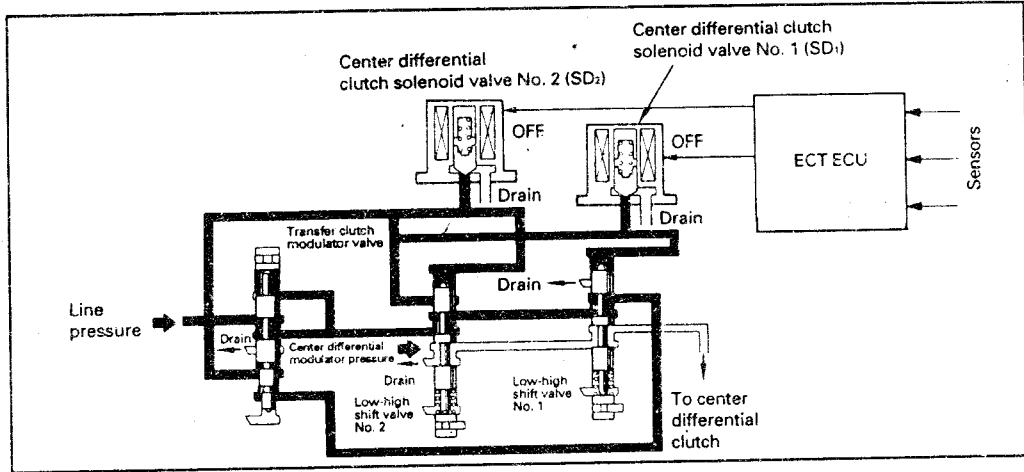 Center differential clutch
solenoid valve No. 1 (SD₁)
Center differential
clutch solenoid valve No. 2 (SD₂)
OFF
OFF
ECT ECU
Sensors
Drain
Drain
Transfer clutch
modulator valve
Drain
Line
pressure
Drain
Center differential
modulator pressure
Drain
Low-high
shift valve
No. 2
Low-high
shift valve
No. 1
To center
differential
clutch